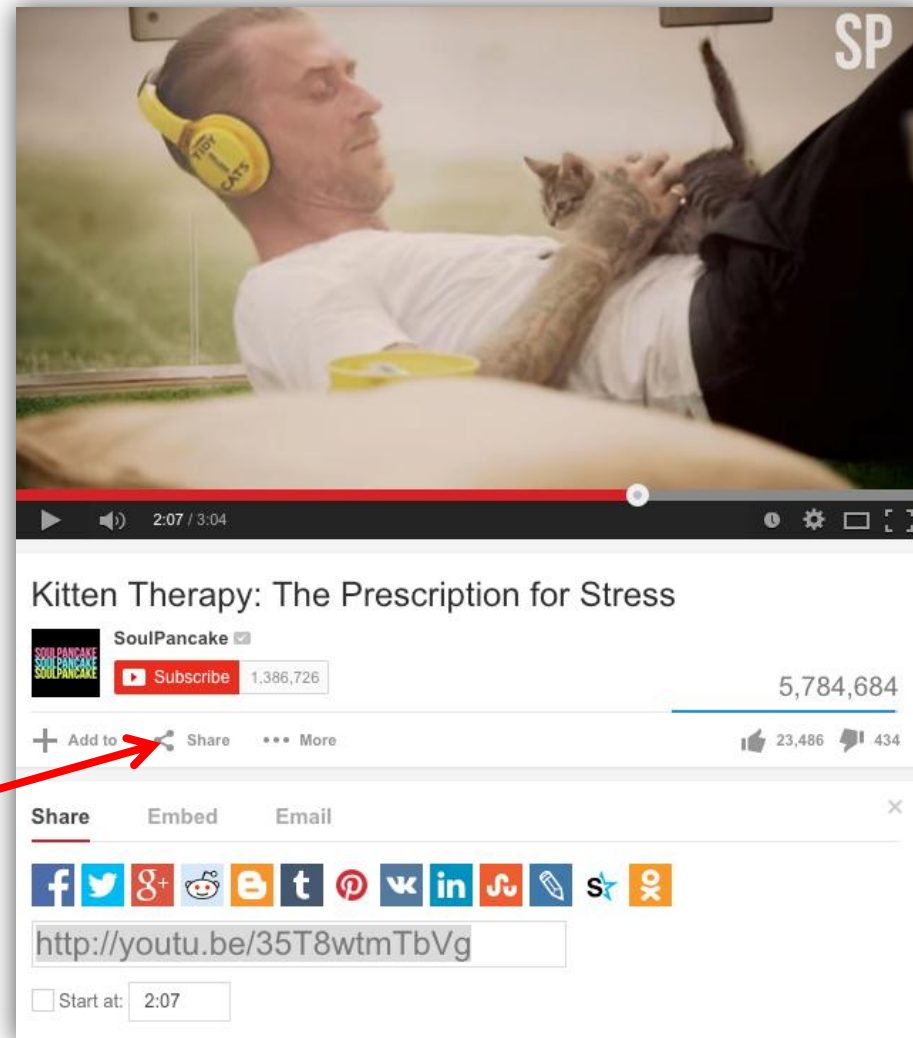 SP
TIDY CATS
2:07 / 3:04
Kitten Therapy: The Prescription for Stress
SOULPANCAKE
SOULPANCAKE
SOULPANCAKE
SoulPancake
Subscribe 1,386,726
5,784,684
Add to Share More
23,486 434
Share Embed Email
f g+ B t vk in S
http://youtu.be/35T8wtmTbVg
Start at: 2:07